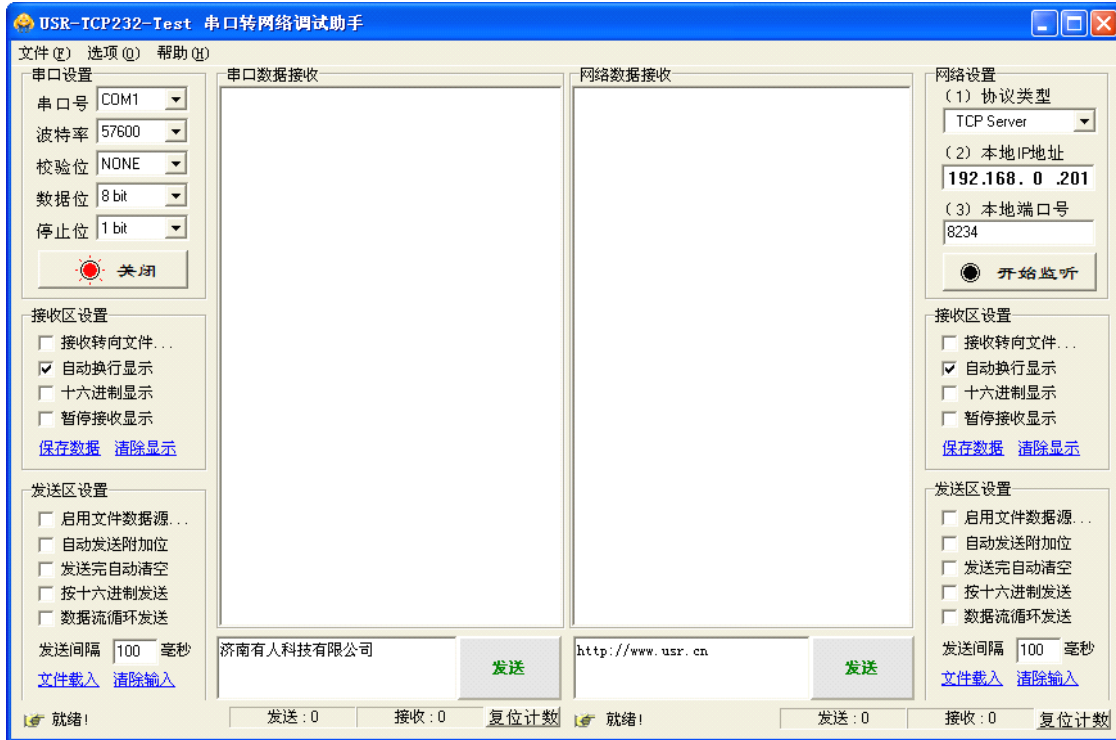 USR-TCP232-Test 串口转网络调试助手
文件(F) 选项(O) 帮助(H)
串口设置
串口号 COM1
波特率 57600
校验位 NONE
数据位 8 bit
停止位 1 bit
关闭
接收区设置
接收转向文件...
自动换行显示
十六进制显示
暂停接收显示
保存数据 清除显示
发送区设置
启用文件数据源...
自动发送附加位
发送完自动清空
按十六进制发送
数据流循环发送
发送间隔 100 毫秒
文件载入 清除输入
串口数据接收
济南有人科技有限公司
发送
网络数据接收
http://www.usr.cn
发送
网络设置
(1) 协议类型
TCP Server
(2) 本地IP地址
192.168. 0 .201
(3) 本地端口号
8234
开始监听
接收区设置
接收转向文件...
自动换行显示
十六进制显示
暂停接收显示
保存数据 清除显示
发送区设置
启用文件数据源...
自动发送附加位
发送完自动清空
按十六进制发送
数据流循环发送
发送间隔 100 毫秒
文件载入 清除输入
就绪! 发送:0 接收:0 复位计数 就绪! 发送:0 接收:0 复位计数